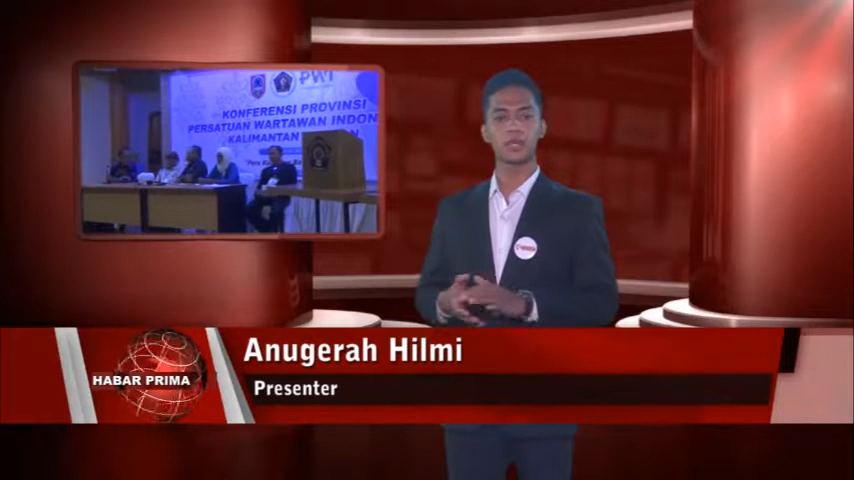 PWI
KONFERENSI PROVINSI
PERSATUAN WARTAWAN INDON
KALIMANTAN
Anugerah Hilmi
HABAR PRIMA
Presenter